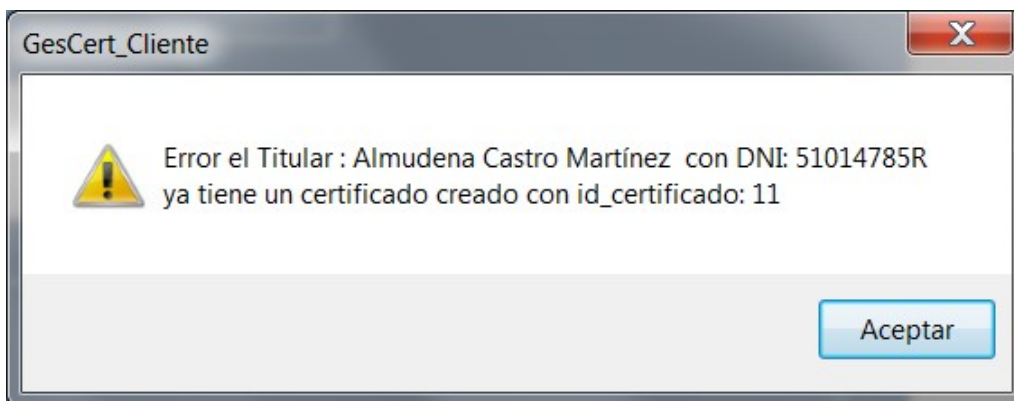 GesCert_Cliente
Error el Titular : Almudena Castro Martínez con DNI: 51014785R
ya tiene un certificado creado con id_certificado: 11
Aceptar